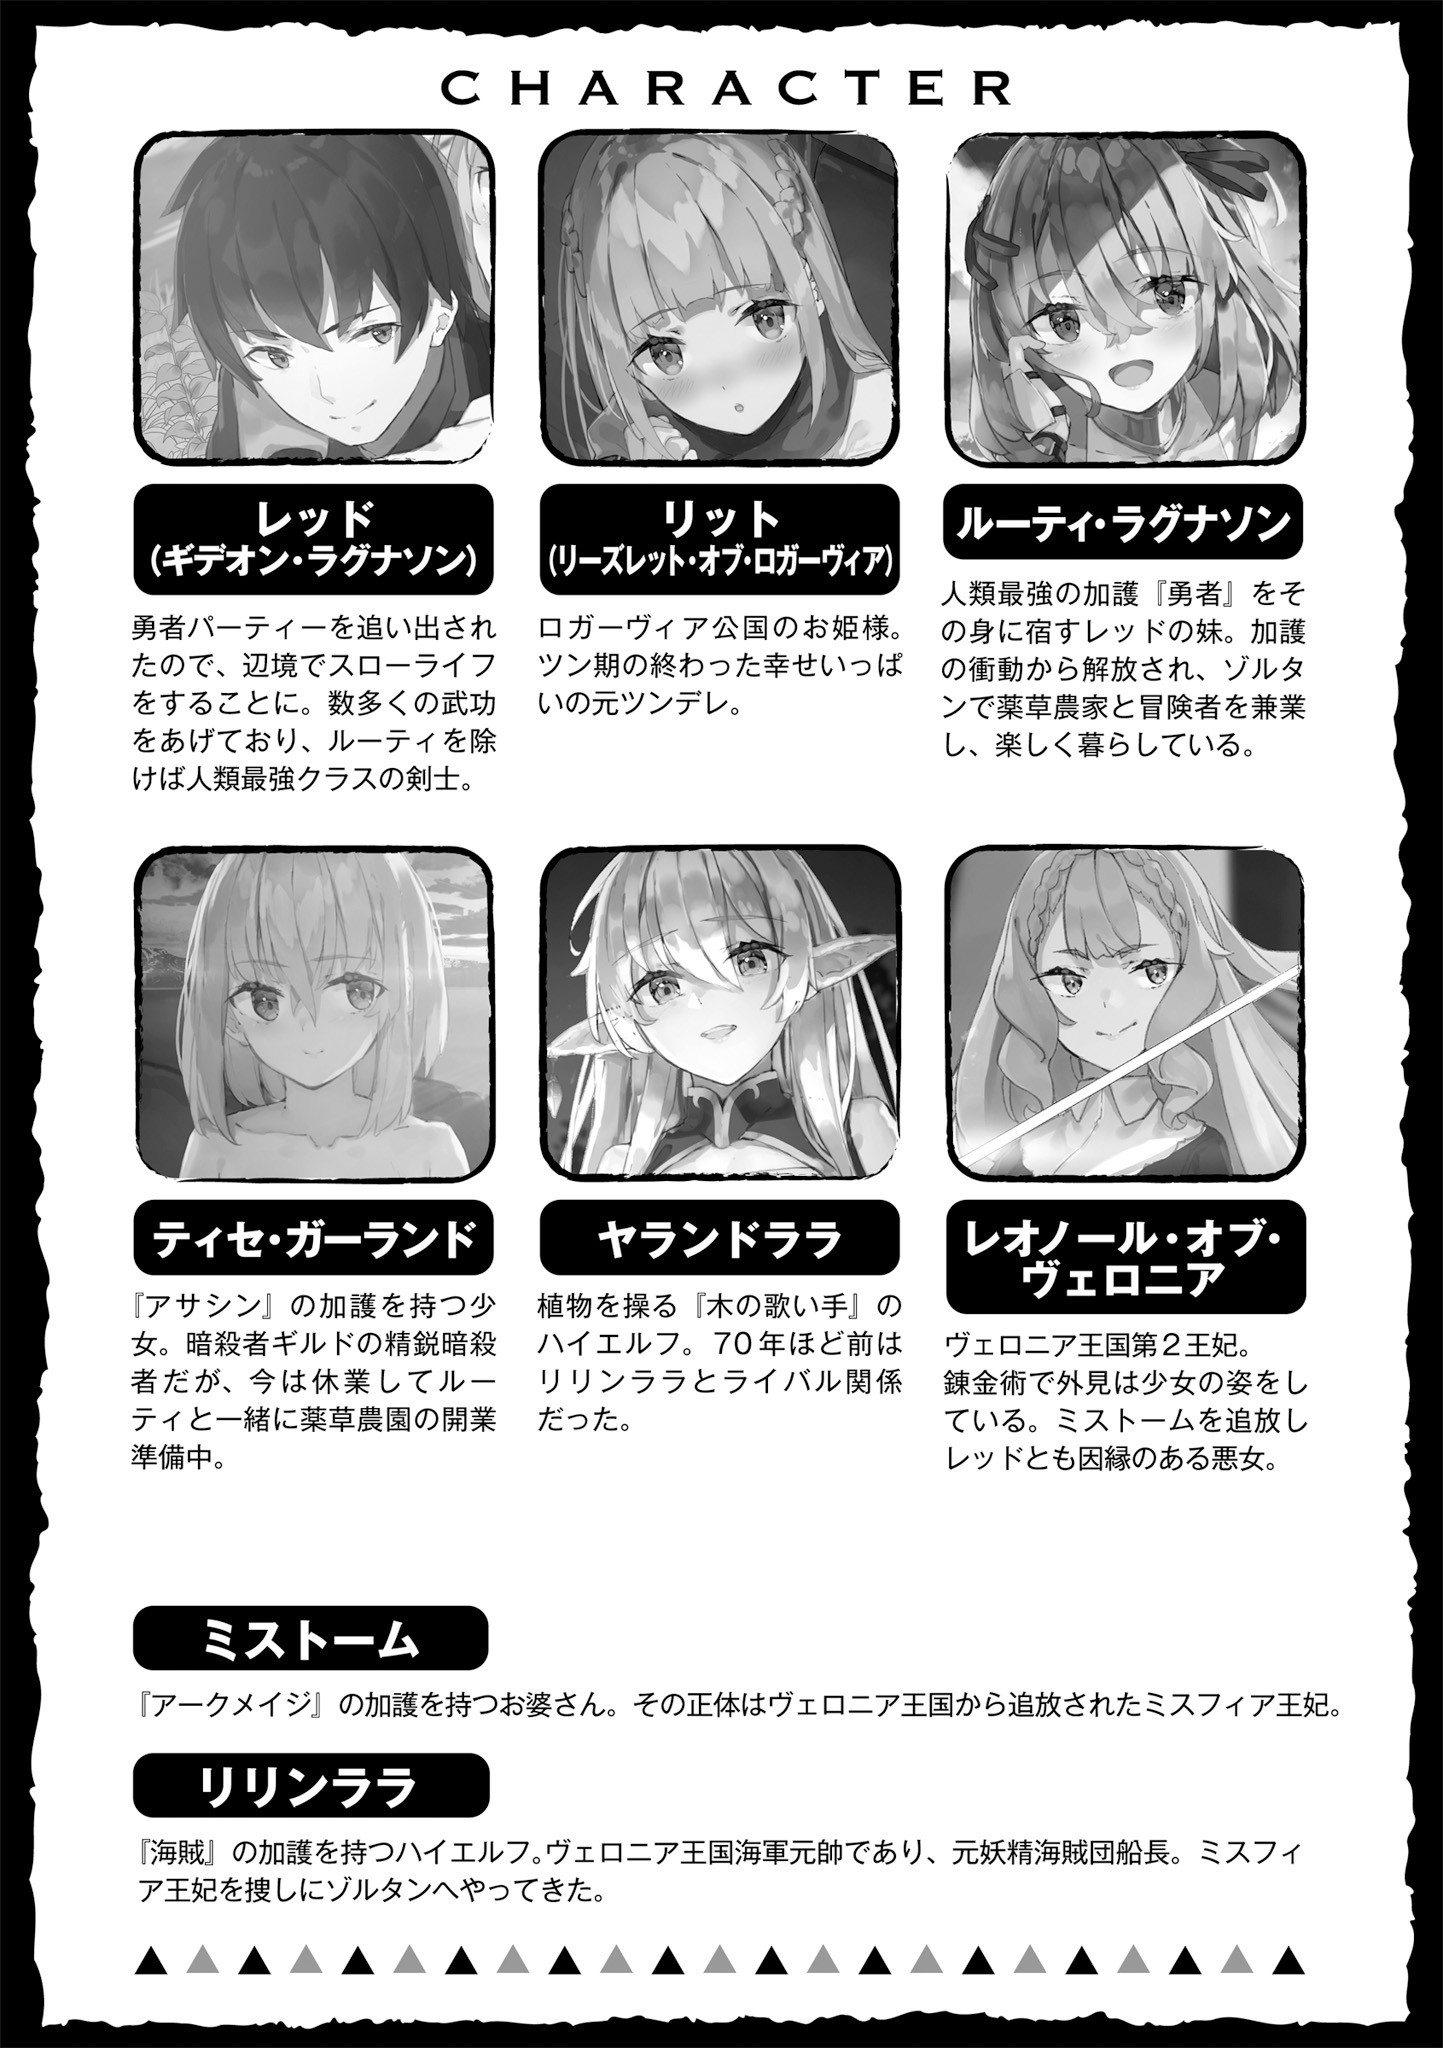 CHARACTER
レッド
(ギデオン・ラグナソン)
勇者パーティーを追い出され
たので、辺境でスローライフ
をすることに。数多くの武功
をあげており、ルーティを除
けば人類最強クラスの剣士。
リット
(リーズレット・オブ・ロガーヴィア)
ロガーヴィア公国のお姫様。
ツン期の終わった幸せいっぱ
いの元ツンデレ。
ルーティ・ラグナソン
人類最強の加護『勇者』をそ
の身に宿すレッドの妹。加護
の衝動から解放され、ゾルタ
ンで薬草農家と冒険者を兼業
し、楽しく暮らしている。
ティセ・ガーランド
『アサシン』の加護を持つ少
女。暗殺者ギルドの精鋭暗殺
者だが、今は休業してルー
ティと一緒に薬草農園の開業
準備中。
ヤランドララ
植物を操る『木の歌い手』の
ハイエルフ。70年ほど前は
リリンララとライバル関係
だった。
レオノール・オブ・
ヴェロニア
ヴェロニア王国第2王妃。
錬金術で外見は少女の姿をし
ている。ミストームを追放し
レッドとも因縁のある悪女。
ミストーム
『アークメイジ』の加護を持つお婆さん。その正体はヴェロニア王国から追放されたミスフィア王妃。
リリンララ
『海賊』の加護を持つハイエルフ。ヴェロニア王国海軍元帥であり、元妖精海賊団船長。ミスフィ
ア王妃を捜しにゾルタンへやってきた。